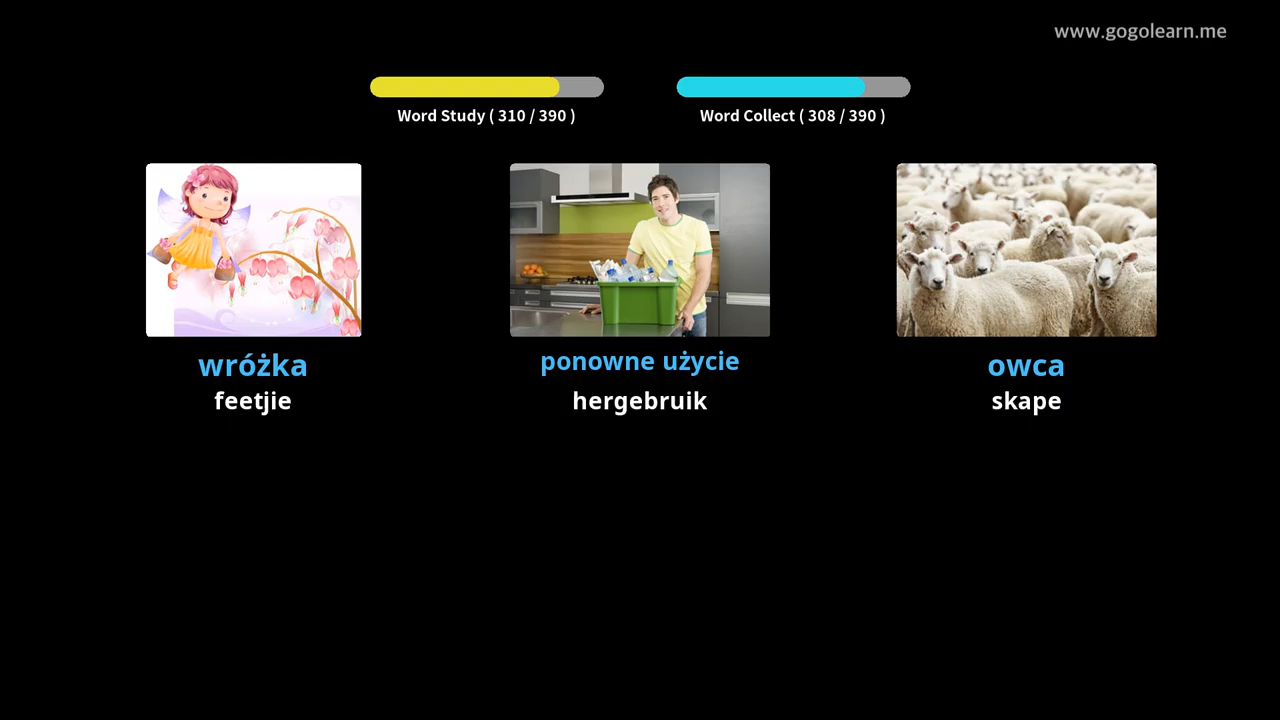 www.gogolearn.me
Word Study ( 310 / 390 )
Word Collect ( 308 / 390 )
wróżka
feetjie
ponowne użycie
hergebruik
owca
skape